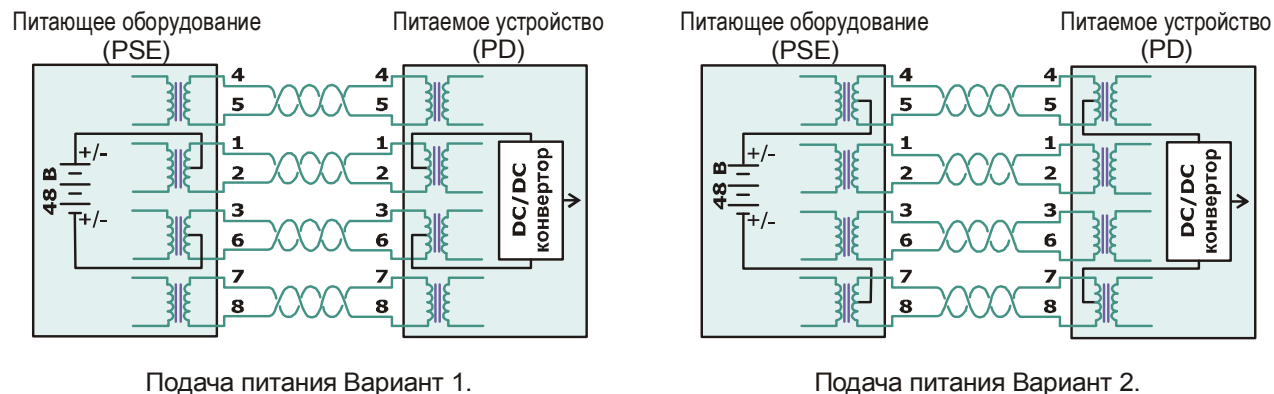 Питающее оборудование
(PSE)
Питаемое устройство
(PD)
4
5
1
2
3
6
7
8
4
5
1
2
3
6
7
8
+/-
48 В
+/-
DC/DC
конвертор
Подача питания Вариант 1.
Питающее оборудование
(PSE)
Питаемое устройство
(PD)
4
5
1
2
3
6
7
8
4
5
1
2
3
6
7
8
+/-
48 В
+/-
DC/DC
конвертор
Подача питания Вариант 2.